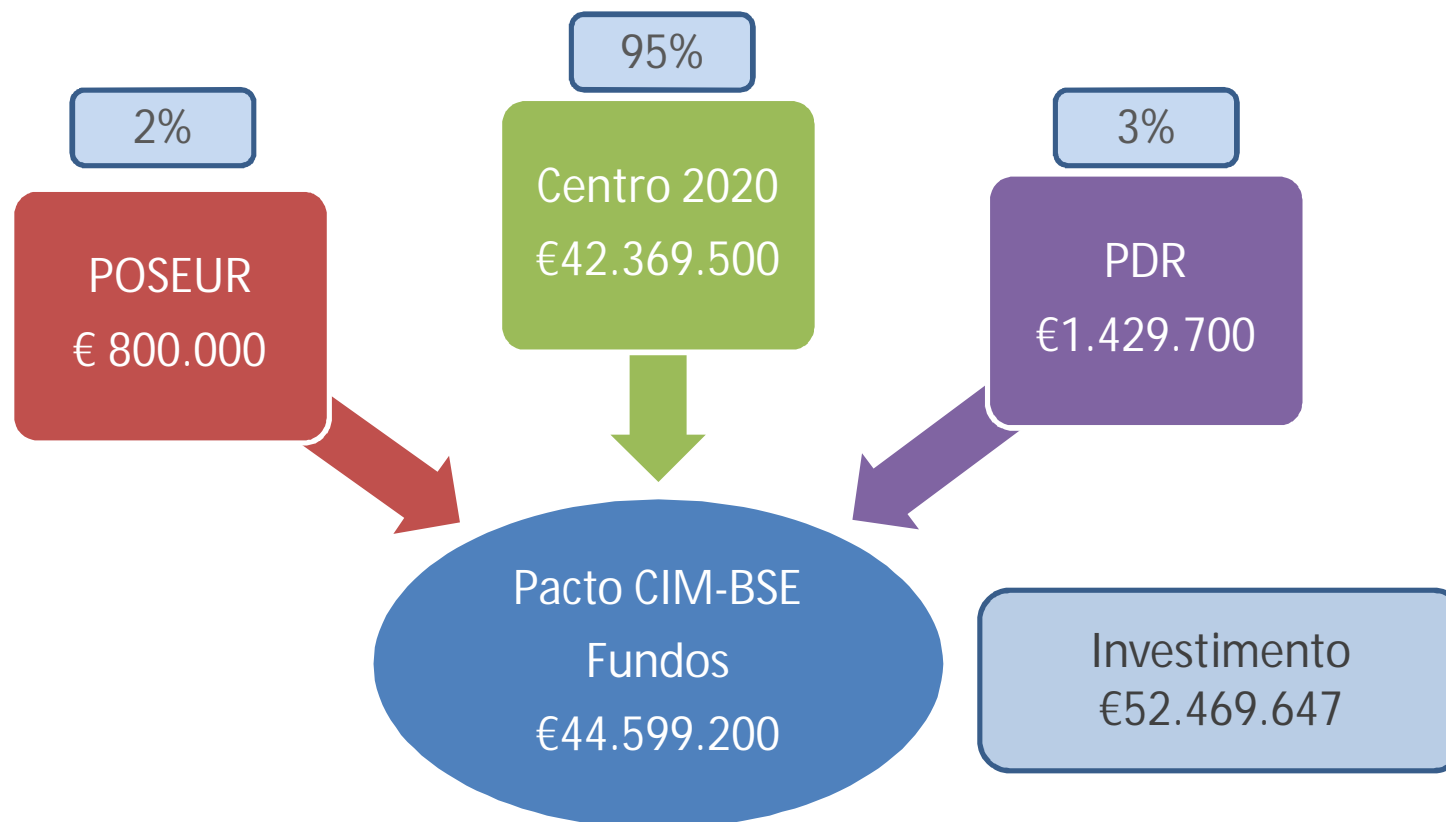 2%
POSEUR
€ 800.000
95%
Centro 2020
€42.369.500
3%
PDR
€1.429.700
Pacto CIM-BSE
Fundos
€44.599.200
Investimento
€52.469.647